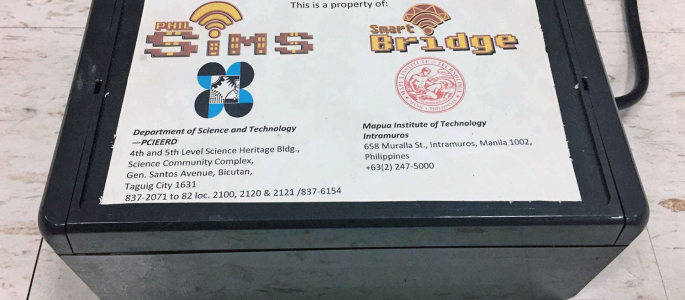 This is a property of:
PHIL
SiMS
Smart
Bridge
Department of Science and Technology
—PCIEERD
4th and 5th Level Science Heritage Bldg.,
Science Community Complex,
Gen. Santos Avenue, Bicutan,
Taguig City 1631
837-2071 to 82 loc. 2100, 2120 & 2121 /837-6154
Mapua Institute of Technology
Intramuros
658 Muralla St., intramuros, Manila 1002,
Philippines
+63(2) 247-5000